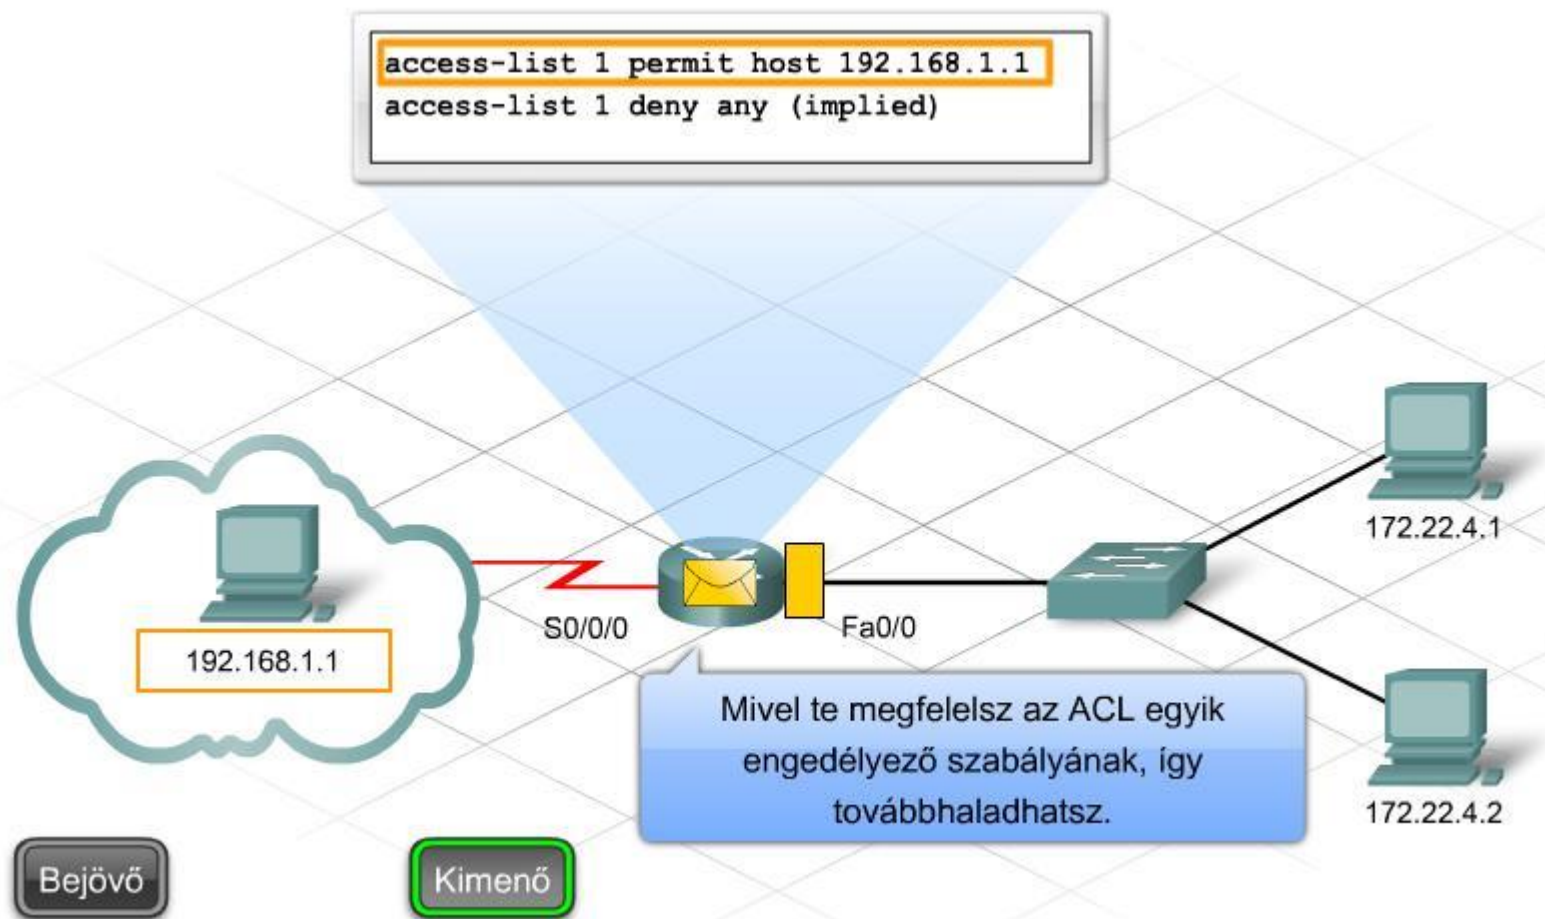 access-list 1 permit host 192.168.1.1
access-list 1 deny any (implied)
172.22.4.1
192.168.1.1
S0/0/0
Fa0/0
Mivel te megfelelsz az ACL egyik
engedélyező szabályának, így
továbbhaladhatsz.
172.22.4.2
Bejövő
Kimenő